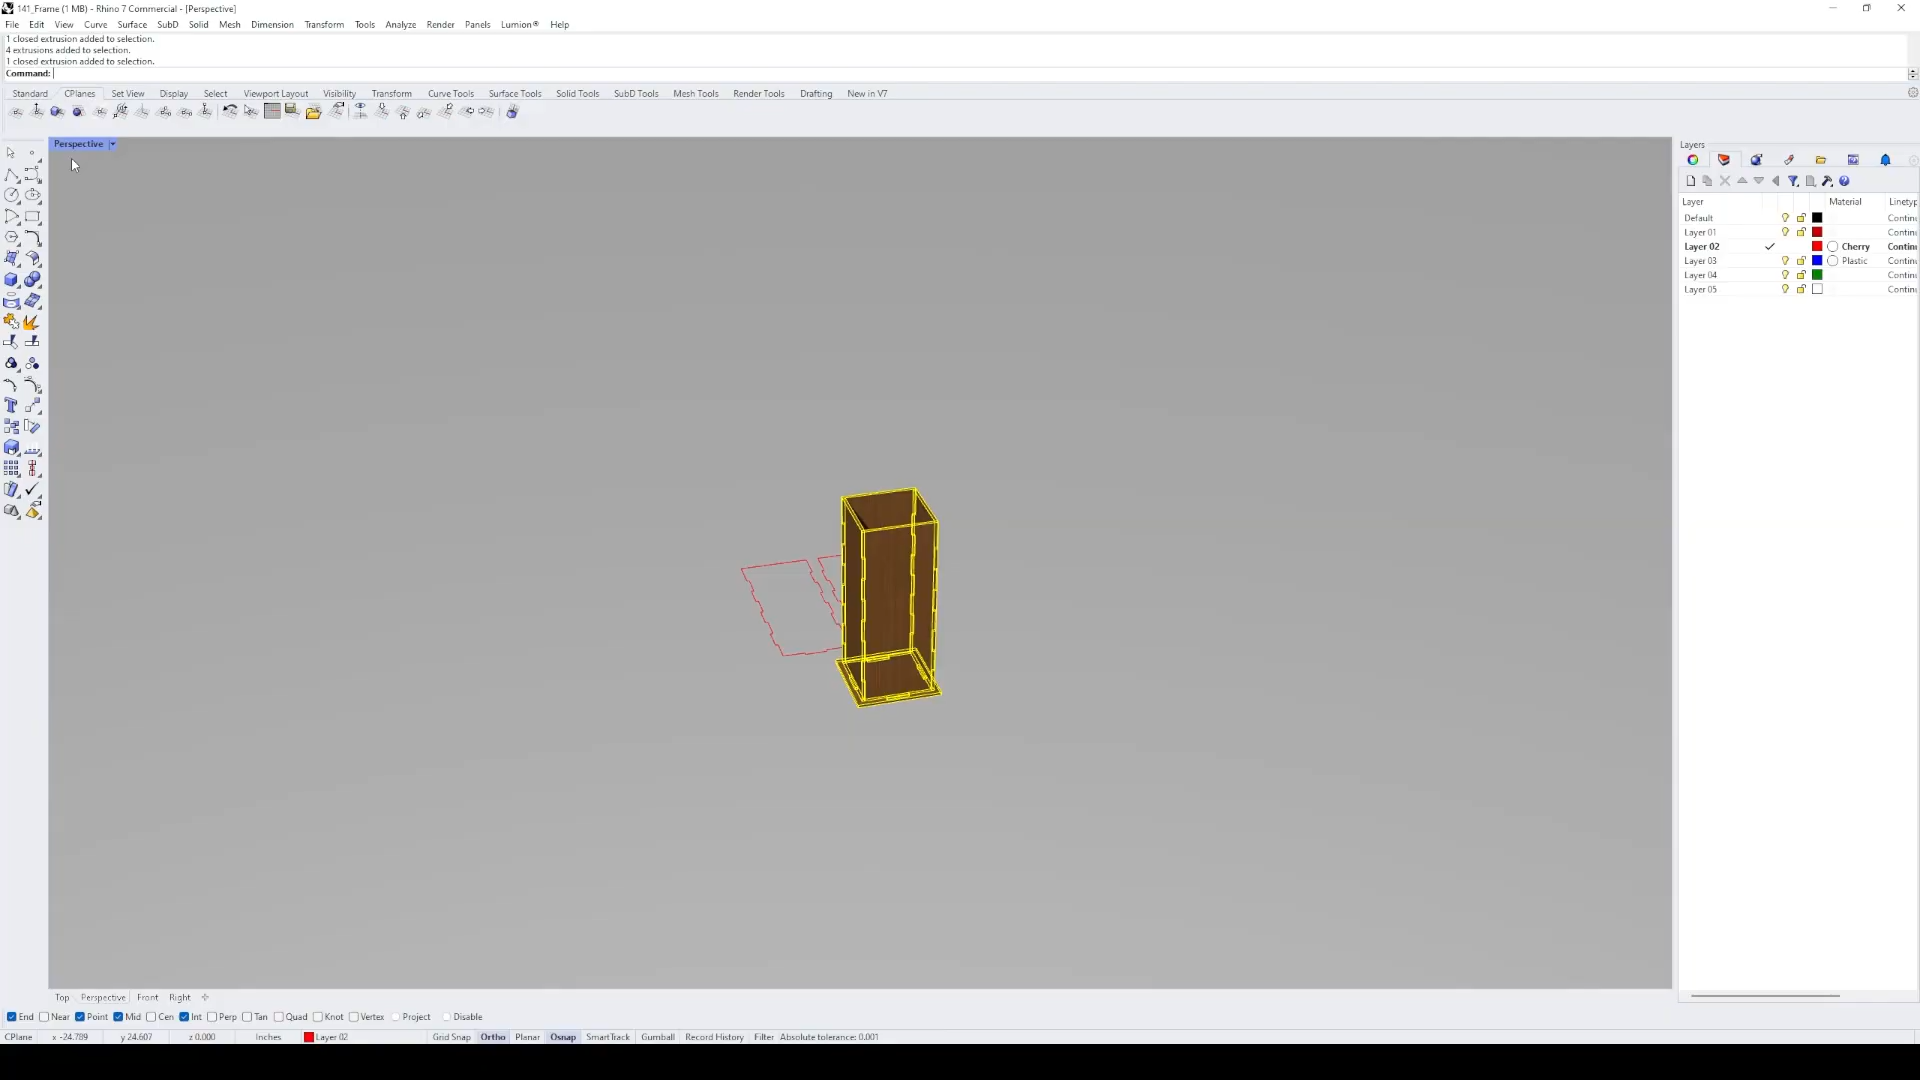 141_Frame (1 MB) - Rhino 7 Commercial - [Perspective]
File Edit View Curve Surface SubD Solid Mesh Dimension Transform Tools Analyze Render Panels Lumion® Help
1 closed extrusion added to selection.
4 extrusions added to selection.
1 closed extrusion added to selection.
Command:
Standard CPlanes Set View Display Select Viewport Layout Visibility Transform Curve Tools Surface Tools Solid Tools SubD Tools Mesh Tools Render Tools Drafting New in V7
Perspective
Layers
Layer Material Linetyp
Default Contin
Layer 01 Contin
Layer 02 Cherry Contin
Layer 03 Plastic Contin
Layer 04 Contin
Layer 05 Contin
Top Perspective Front Right
End Near Point Mid Cen Int Perp Tan Quad Knot Vertex Project Disable
CPlane x -24.789 y 24.607 z 0.000 Inches Layer 02 Grid Snap Ortho Planar Osnap SmartTrack Gumball Record History Filter Absolute tolerance: 0.001